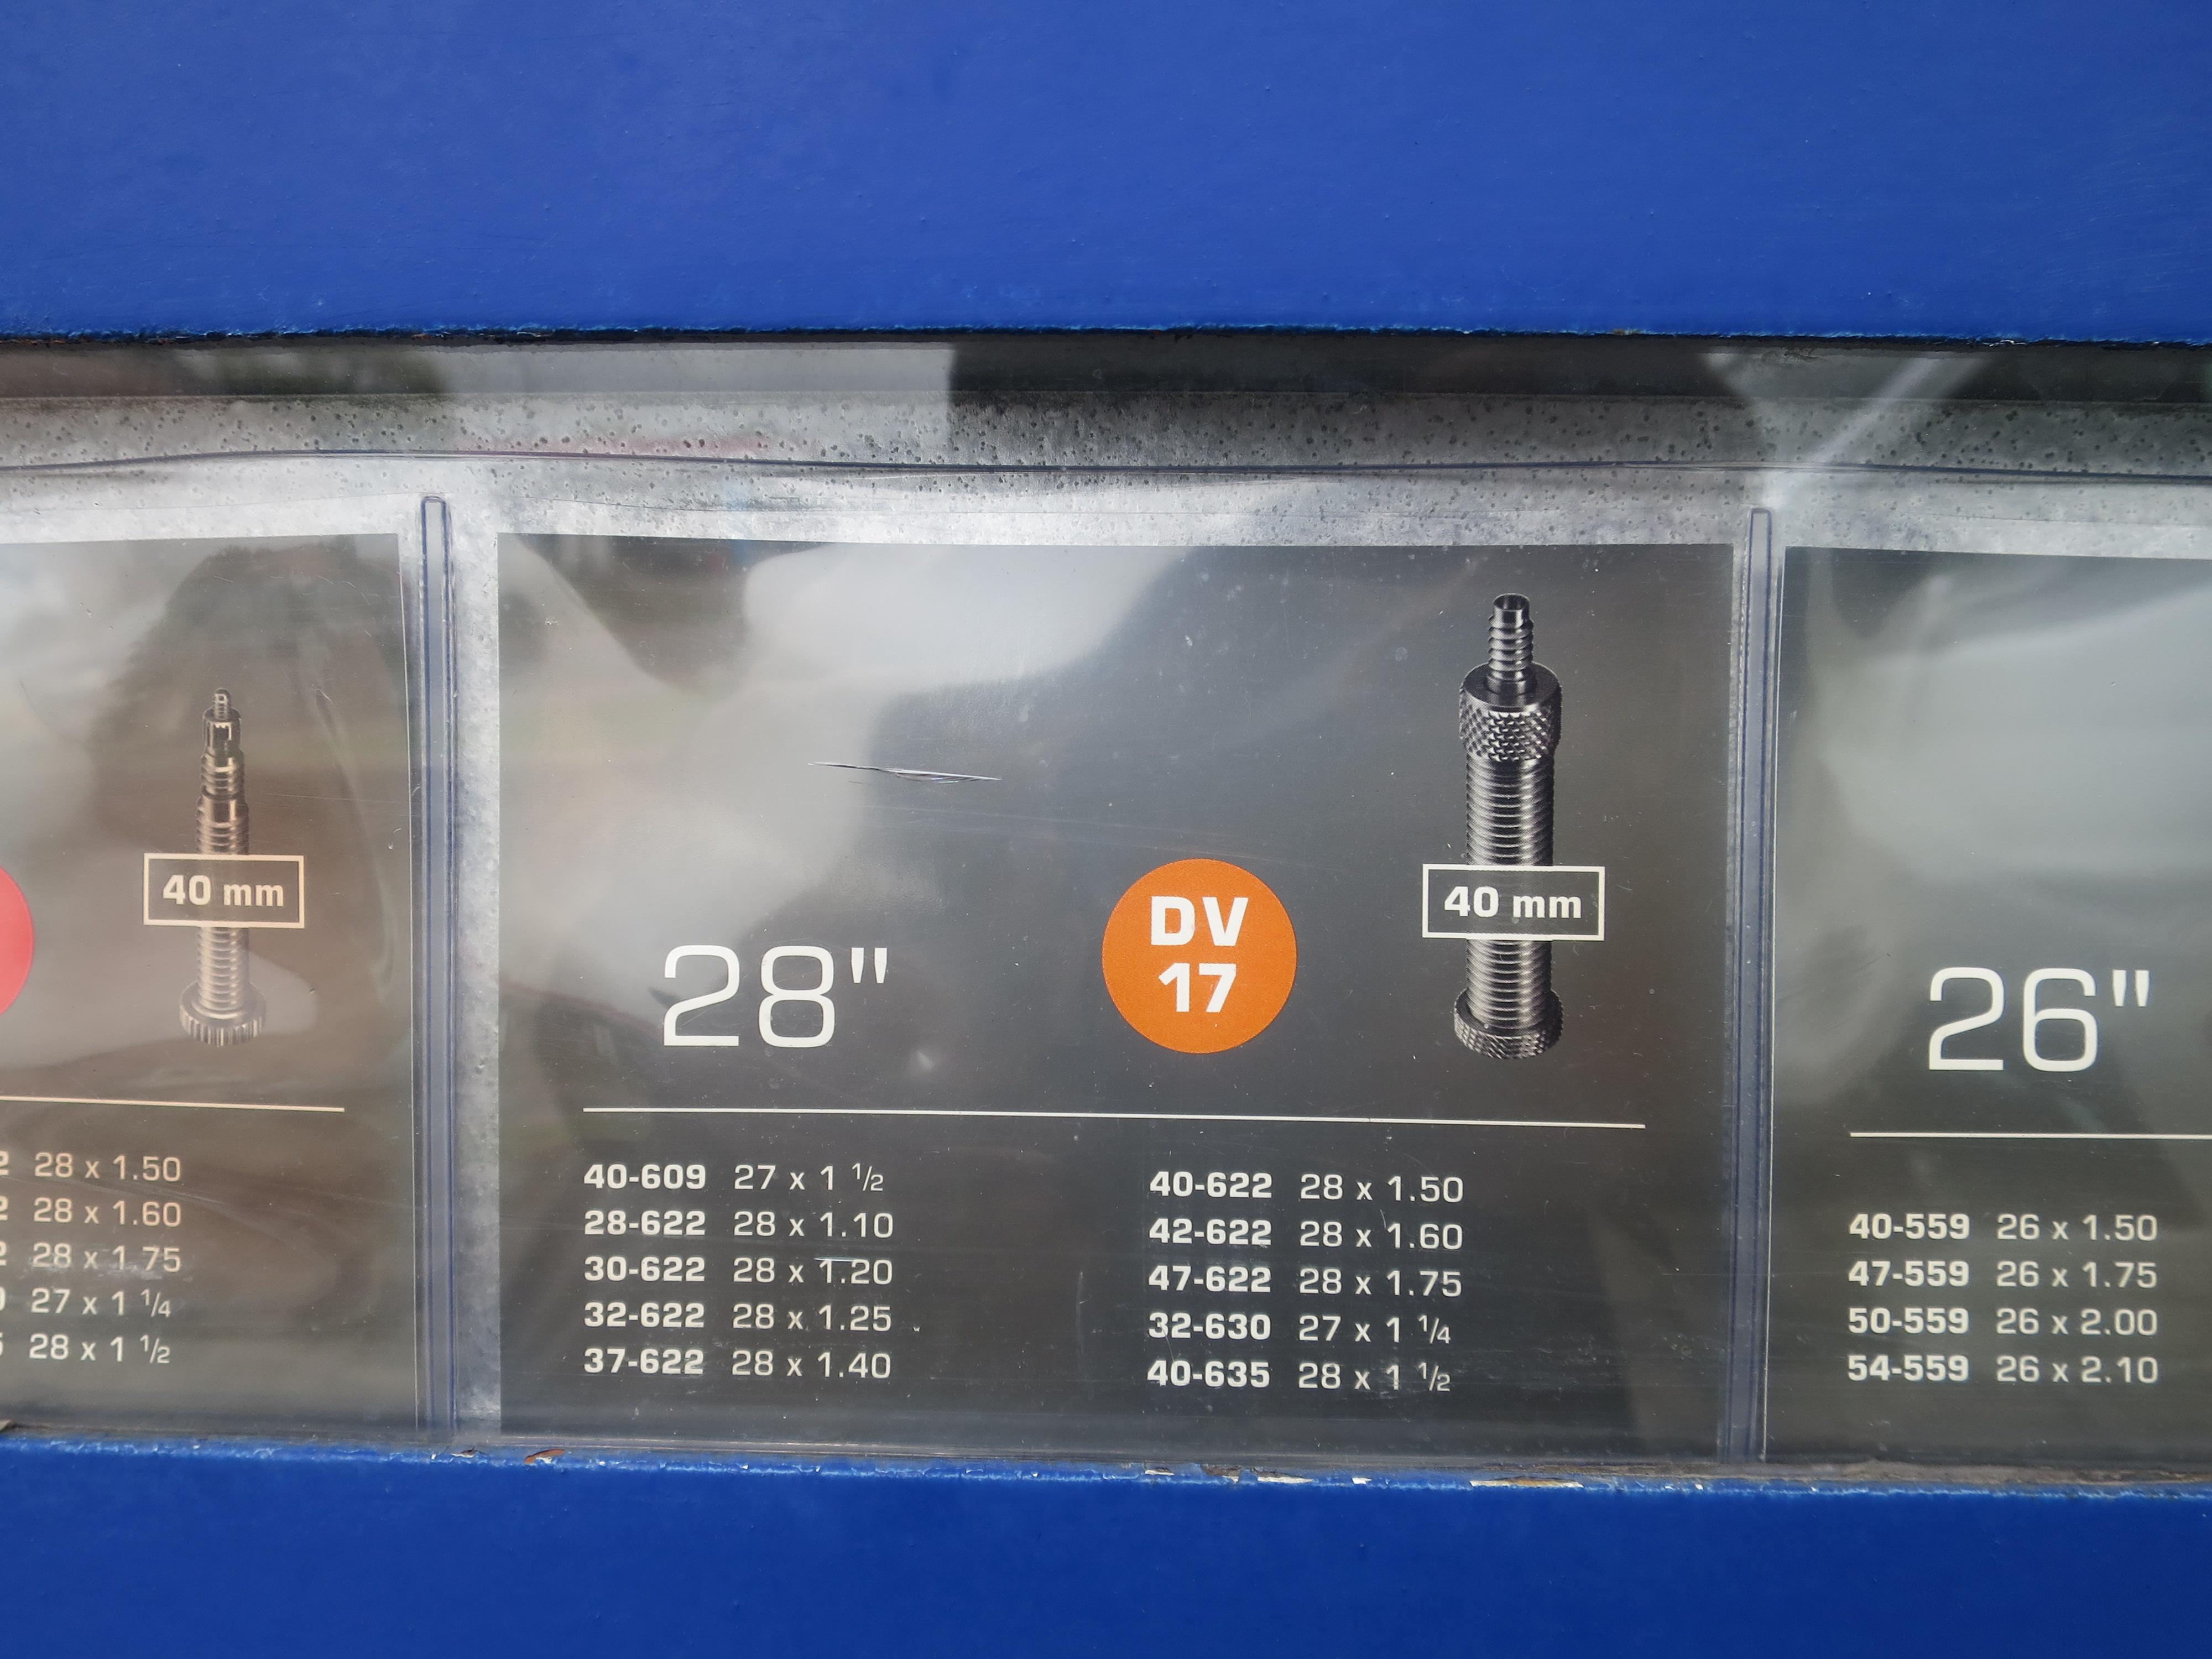 40 mm
2 28 x 1.50
2 28 x 1.60
2 28 x 1.75
27 x 1 1/4
28 x 1 1/2
28"
DV
17
40 mm
40-609 27 x 1 1/2
28-622 28 x 1.10
30-622 28 x 1.20
32-622 28 x 1.25
37-622 28 x 1.40
40-622 28 x 1.50
42-622 28 x 1.60
47-622 28 x 1.75
32-630 27 x 1 1/4
40-635 28 x 1 1/2
26"
40-559 26 x 1.50
47-559 26 x 1.75
50-559 26 x 2.00
54-559 26 x 2.10